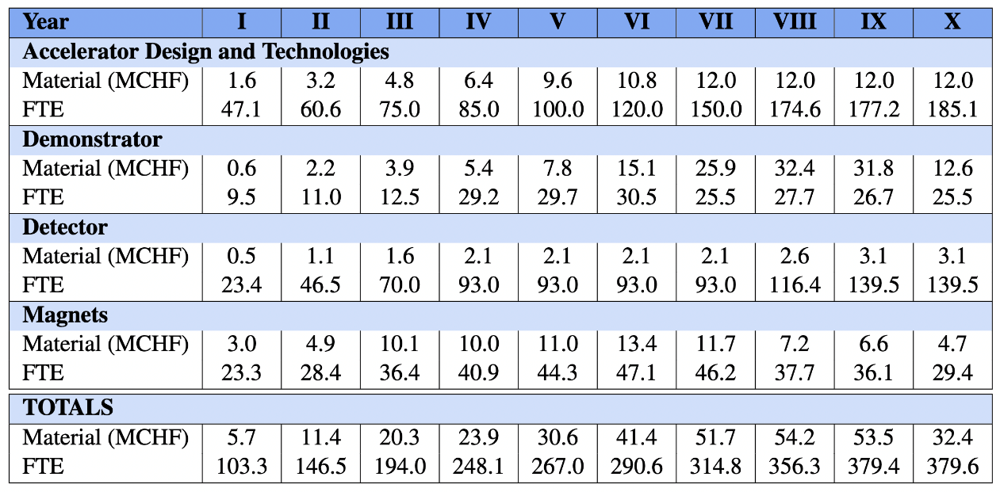 Year I II III IV V VI VII VIII IX X
Accelerator Design and Technologies
Material (MCHF) 1.6 3.2 4.8 6.4 9.6 10.8 12.0 12.0 12.0 12.0
FTE 47.1 60.6 75.0 85.0 100.0 120.0 150.0 174.6 177.2 185.1
Demonstrator
Material (MCHF) 0.6 2.2 3.9 5.4 7.8 15.1 25.9 32.4 31.8 12.6
FTE 9.5 11.0 12.5 29.2 29.7 30.5 25.5 27.7 26.7 25.5
Detector
Material (MCHF) 0.5 1.1 1.6 2.1 2.1 2.1 2.1 2.6 3.1 3.1
FTE 23.4 46.5 70.0 93.0 93.0 93.0 93.0 116.4 139.5 139.5
Magnets
Material (MCHF) 3.0 4.9 10.1 10.0 11.0 13.4 11.7 7.2 6.6 4.7
FTE 23.3 28.4 36.4 40.9 44.3 47.1 46.2 37.7 36.1 29.4
TOTALS
Material (MCHF) 5.7 11.4 20.3 23.9 30.6 41.4 51.7 54.2 53.5 32.4
FTE 103.3 146.5 194.0 248.1 267.0 290.6 314.8 356.3 379.4 379.6